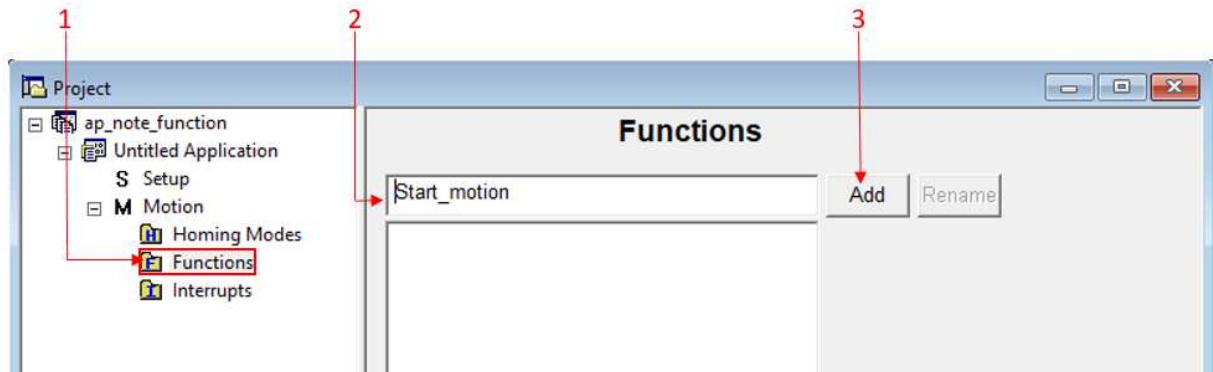 1 2 3
Project
ap_note_function
Untitled Application
S Setup
M Motion
H Homing Modes
F Functions
I Interrupts
Functions
Start_motion
Add Rename